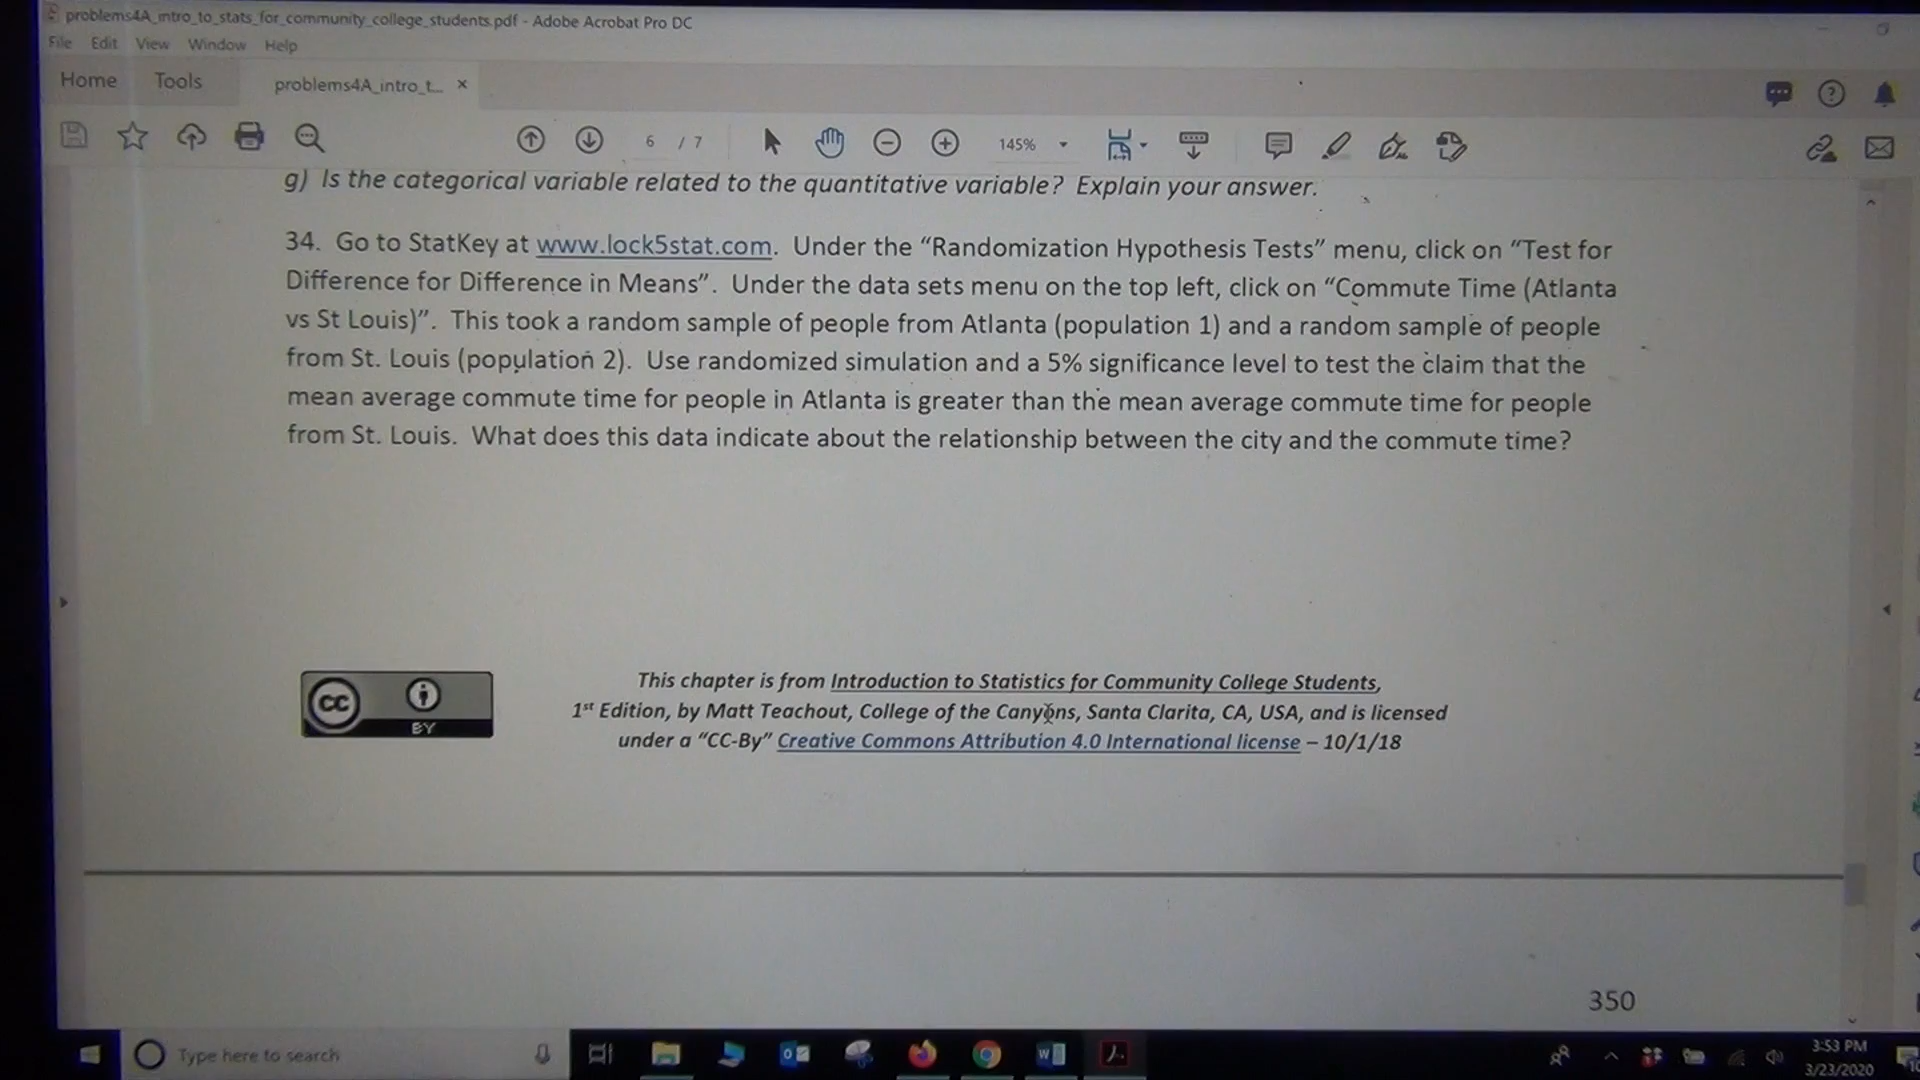 problems4A_intro_to_stats_for_community_college_students.pdf - Adobe Acrobat Pro DC
File Edit View Window Help
Home Tools problems4A_intro_t... ×
6 / 7 145%
g) Is the categorical variable related to the quantitative variable? Explain your answer.
34. Go to StatKey at www.lock5stat.com. Under the “Randomization Hypothesis Tests” menu, click on “Test for
Difference for Difference in Means”. Under the data sets menu on the top left, click on “Commute Time (Atlanta
vs St Louis)”. This took a random sample of people from Atlanta (population 1) and a random sample of people
from St. Louis (population 2). Use randomized simulation and a 5% significance level to test the claim that the
mean average commute time for people in Atlanta is greater than the mean average commute time for people
from St. Louis. What does this data indicate about the relationship between the city and the commute time?
CC BY
This chapter is from Introduction to Statistics for Community College Students,
1st Edition, by Matt Teachout, College of the Canyons, Santa Clarita, CA, USA, and is licensed
under a “CC-By” Creative Commons Attribution 4.0 International license – 10/1/18
350
Type here to search
3:53 PM
3/23/2020